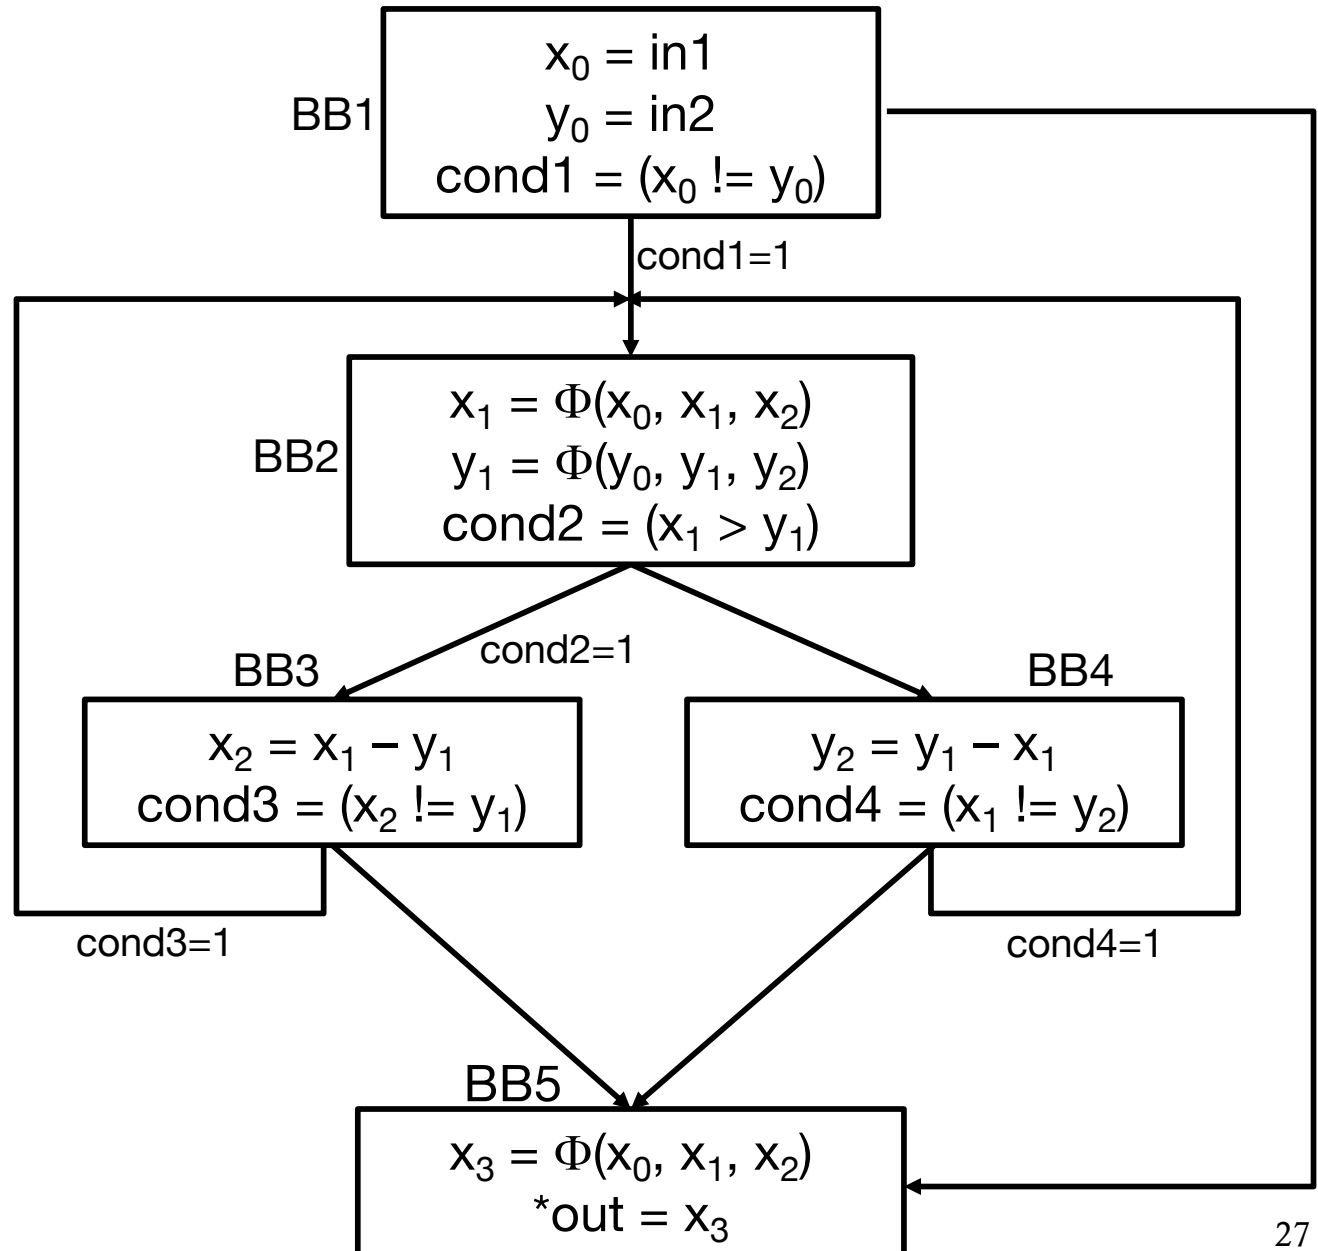 BB1
x₀ = in1
y₀ = in2
cond1 = (x₀ != y₀)
cond1=1
BB2
x₁ = Φ(x₀, x₁, x₂)
y₁ = Φ(y₀, y₁, y₂)
cond2 = (x₁ > y₁)
cond2=1
BB3
x₂ = x₁ – y₁
cond3 = (x₂ != y₁)
cond3=1
BB4
y₂ = y₁ – x₁
cond4 = (x₁ != y₂)
cond4=1
BB5
x₃ = Φ(x₀, x₁, x₂)
*out = x₃
27